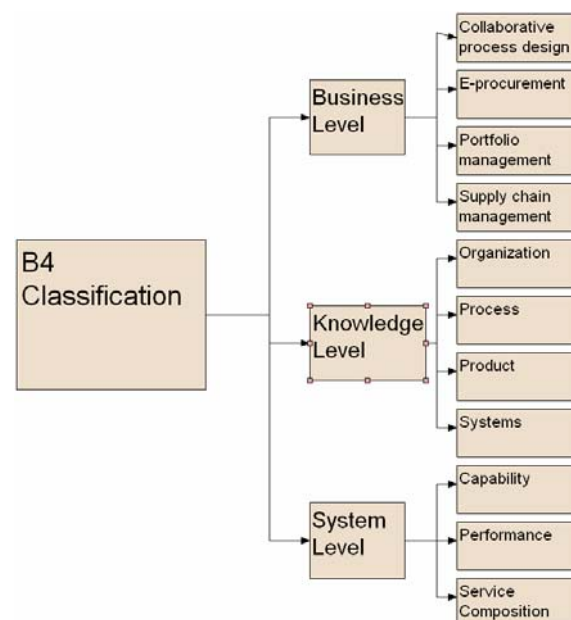 B4
Classification
Business
Level
Collaborative
process design
E-procurement
Portfolio
management
Supply chain
management
Knowledge
Level
Organization
Process
Product
Systems
System
Level
Capability
Performance
Service
Composition